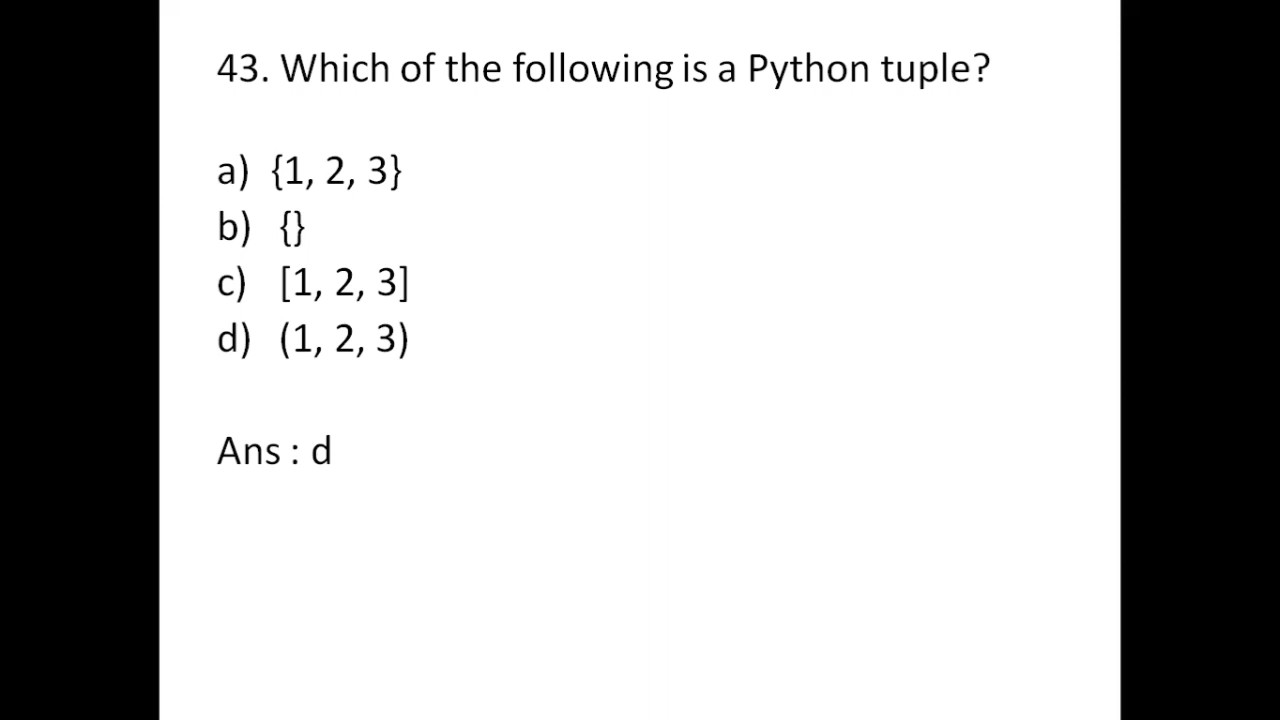 43. Which of the following is a Python tuple?
a) {1, 2, 3}
b) {}
c) [1, 2, 3]
d) (1, 2, 3)
Ans : d